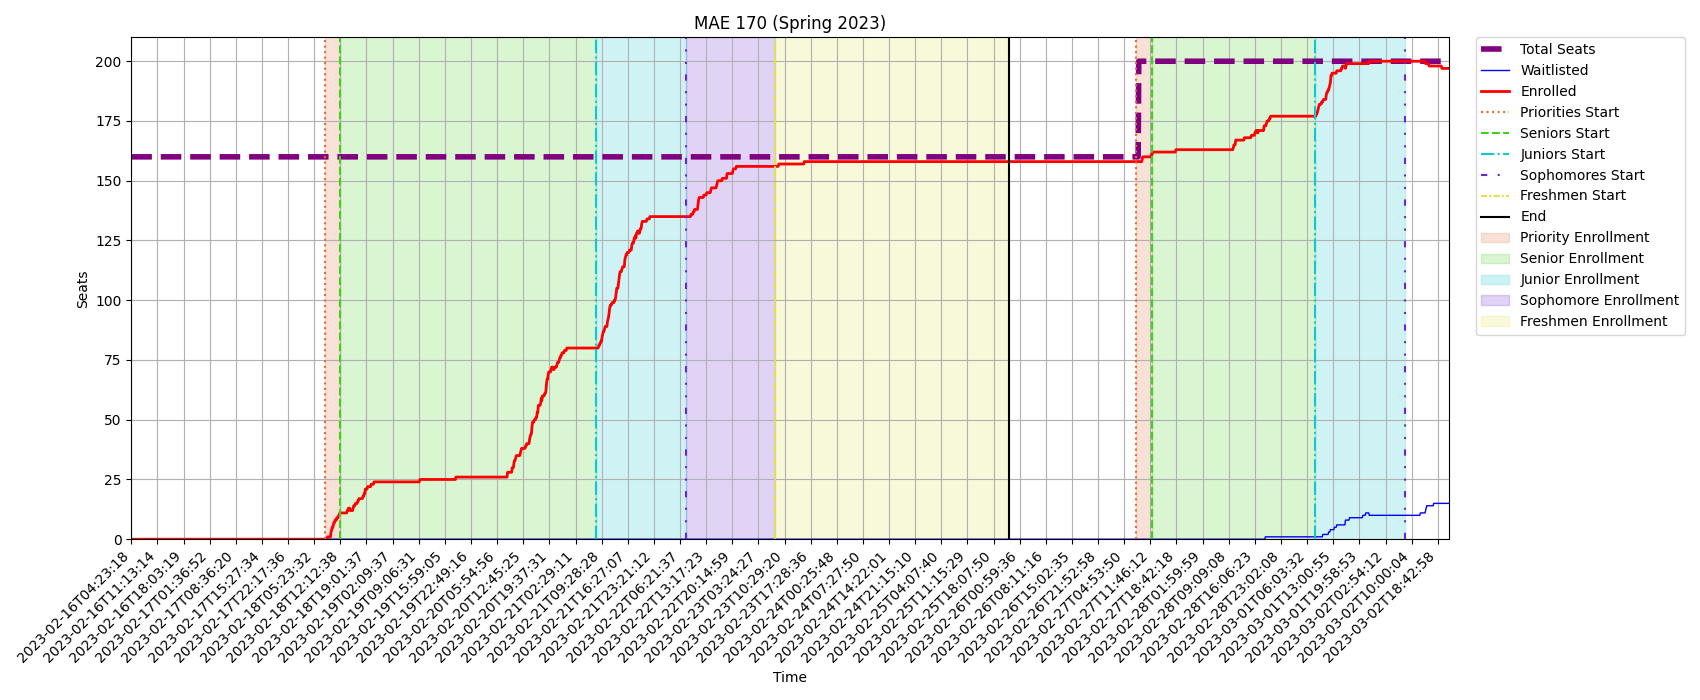 MAE 170 (Spring 2023)
Seats
200
175
150
125
100
75
50
25
0
2023-02-16T04:23:18
2023-02-16T11:13:14
2023-02-16T18:03:19
2023-02-17T01:36:52
2023-02-17T08:36:20
2023-02-17T15:27:34
2023-02-17T22:17:36
2023-02-18T05:23:32
2023-02-18T12:12:38
2023-02-18T19:01:37
2023-02-19T02:09:37
2023-02-19T09:06:31
2023-02-19T15:59:05
2023-02-19T22:49:16
2023-02-20T05:54:56
2023-02-20T12:45:25
2023-02-20T19:37:31
2023-02-21T02:29:11
2023-02-21T09:28:28
2023-02-21T16:27:07
2023-02-21T23:21:12
2023-02-22T06:21:37
2023-02-22T13:17:23
2023-02-22T20:14:59
2023-02-23T03:24:27
2023-02-23T10:29:20
2023-02-23T17:28:36
2023-02-24T00:25:48
2023-02-24T07:27:50
2023-02-24T14:22:01
2023-02-24T21:15:10
2023-02-25T04:07:40
2023-02-25T11:15:29
2023-02-25T18:07:50
2023-02-26T00:59:36
2023-02-26T08:11:16
2023-02-26T15:02:35
2023-02-26T21:52:58
2023-02-27T04:53:50
2023-02-27T11:46:12
2023-02-27T18:42:18
2023-02-28T01:59:59
2023-02-28T09:09:08
2023-02-28T16:06:23
2023-02-28T23:02:08
2023-03-01T06:03:32
2023-03-01T13:00:55
2023-03-01T19:58:53
2023-03-02T02:54:12
2023-03-02T10:00:04
2023-03-02T18:42:58
Time
Total Seats
Waitlisted
Enrolled
Priorities Start
Seniors Start
Juniors Start
Sophomores Start
Freshmen Start
End
Priority Enrollment
Senior Enrollment
Junior Enrollment
Sophomore Enrollment
Freshmen Enrollment